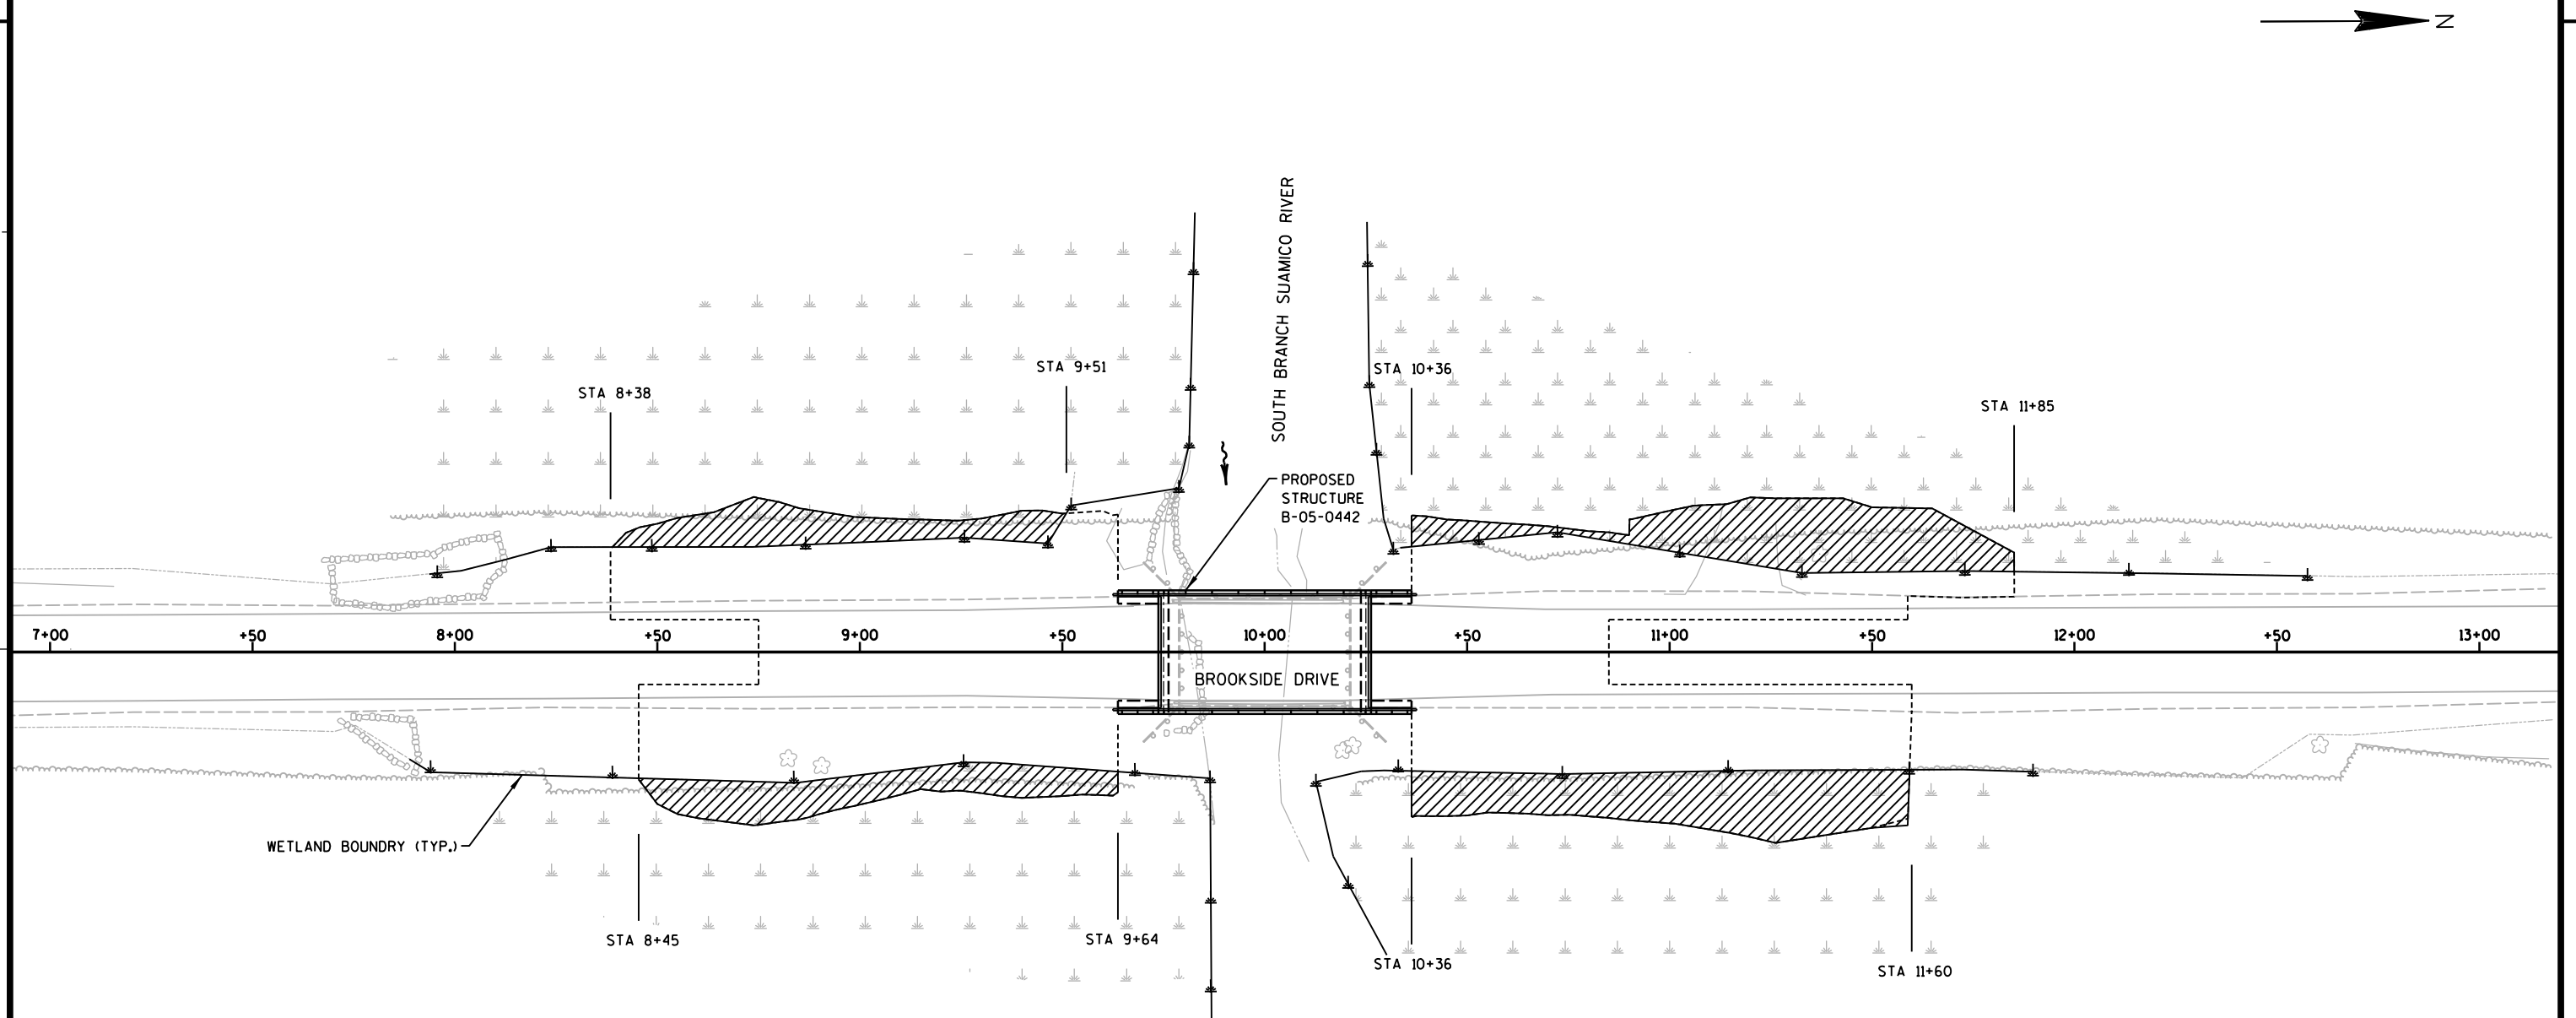 N
SOUTH BRANCH SUAMICO RIVER
STA 9+51
STA 10+36
STA 8+38
STA 11+85
PROPOSED
STRUCTURE
B-05-0442
7+00 +50 8+00 +50 9+00 +50 10+00 +50 11+00 +50 12+00 +50 13+00
BROOKSIDE DRIVE
WETLAND BOUNDRY (TYP.)
STA 8+45
STA 9+64
STA 10+36
STA 11+60